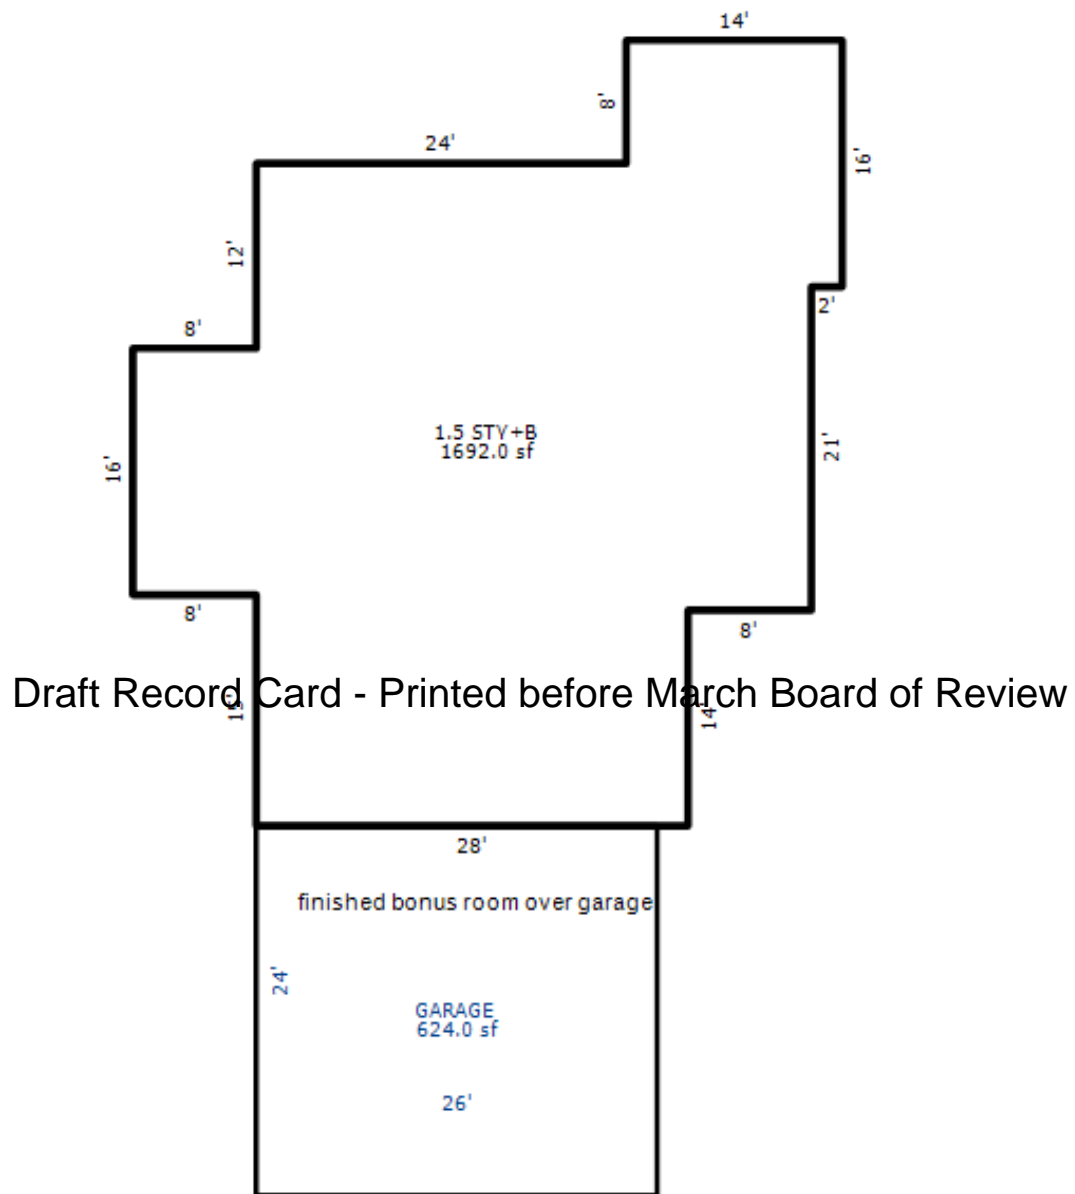 14'
8'
24'
16'
12'
2'
8'
1.5 STY+B
1692.0 sf
21'
16'
8'
8'
Draft Record Card - Printed before March Board of Review
15'
14'
28'
finished bonus room over garage
24'
GARAGE
624.0 sf
26'